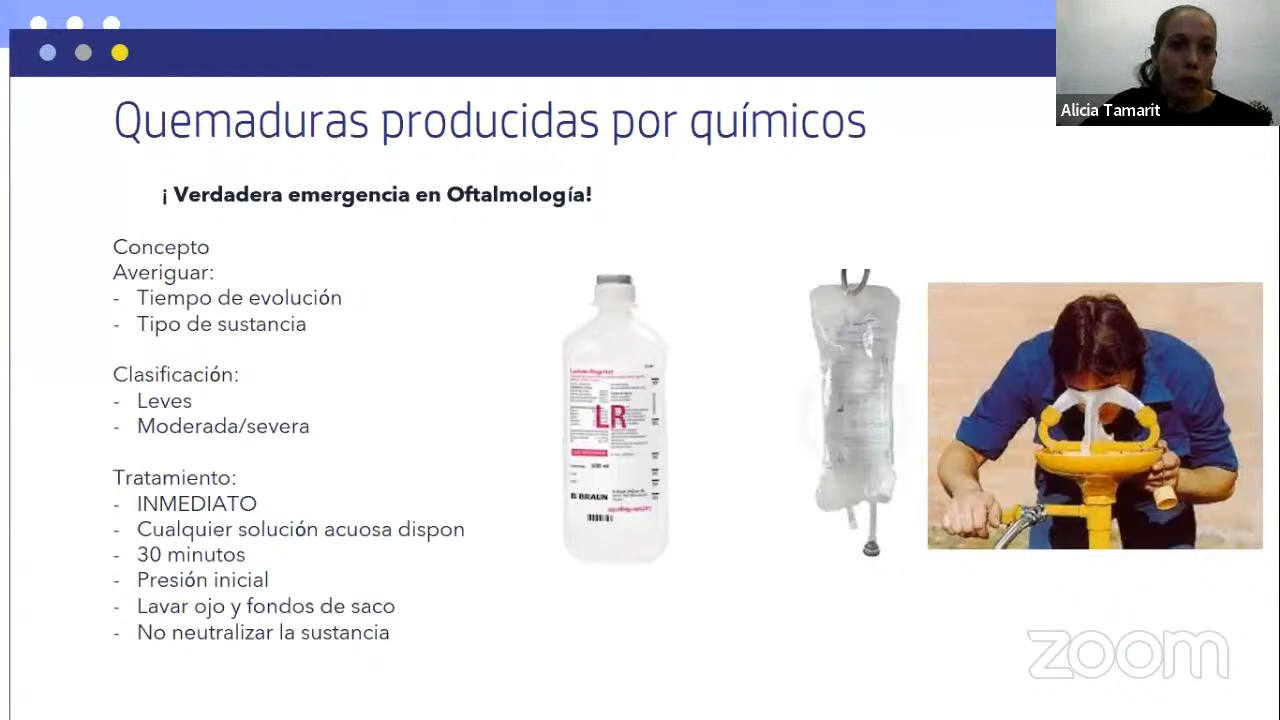 Quemaduras producidas por químicos
Alicia Tamarit
¡ Verdadera emergencia en Oftalmología!
Concepto
Averiguar:
- Tiempo de evolución
- Tipo de sustancia
Clasificación:
- Leves
- Moderada/severa
Tratamiento:
- INMEDIATO
- Cualquier solución acuosa dispon
- 30 minutos
- Presión inicial
- Lavar ojo y fondos de saco
- No neutralizar la sustancia
LR
500 ml
B BRAUN
zoom